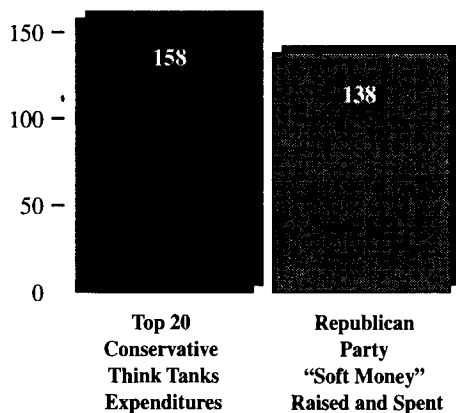 150
158
138
100
50
0
Top 20
Conservative
Think Tanks
Expenditures
Republican
Party
“Soft Money”
Raised and Spent